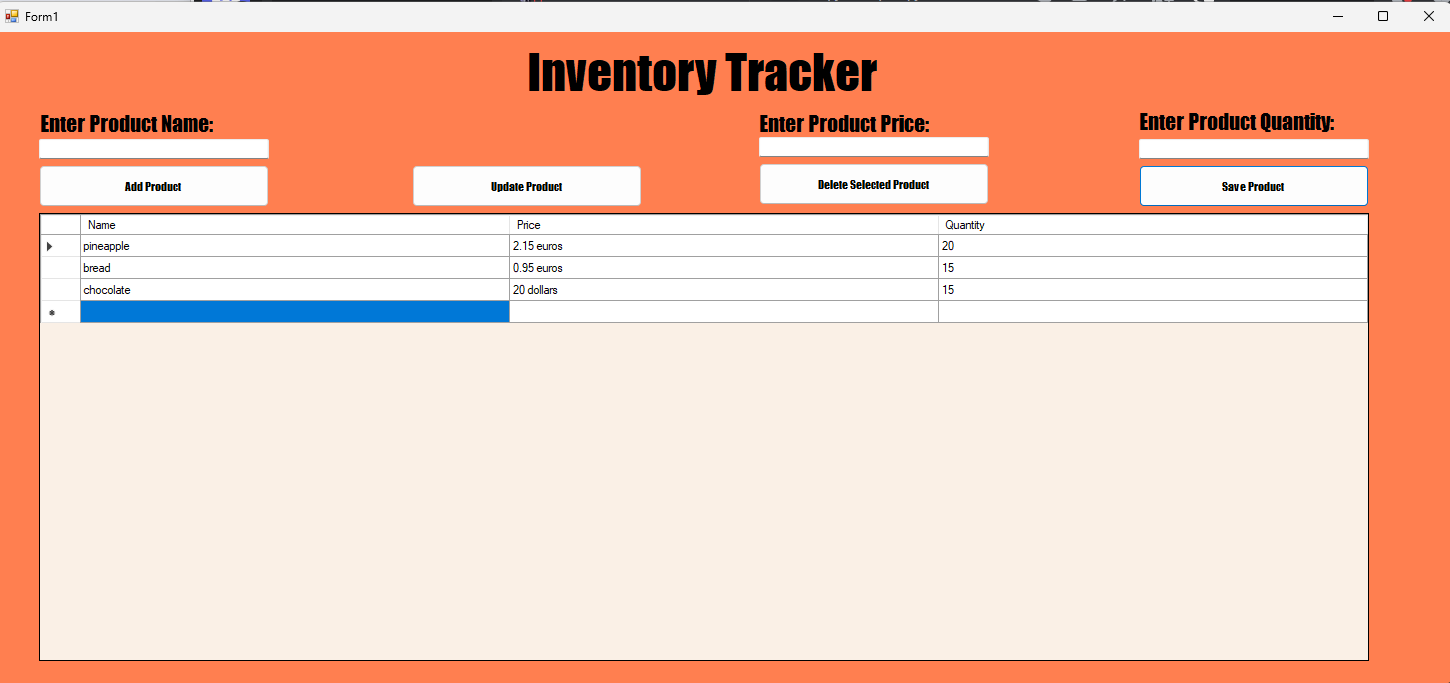 Form1
Inventory Tracker
Enter Product Name: Enter Product Price: Enter Product Quantity:
Add Product Update Product Delete Selected Product Save Product
Name Price Quantity
pineapple 2.15 euros 20
bread 0.95 euros 15
chocolate 20 dollars 15